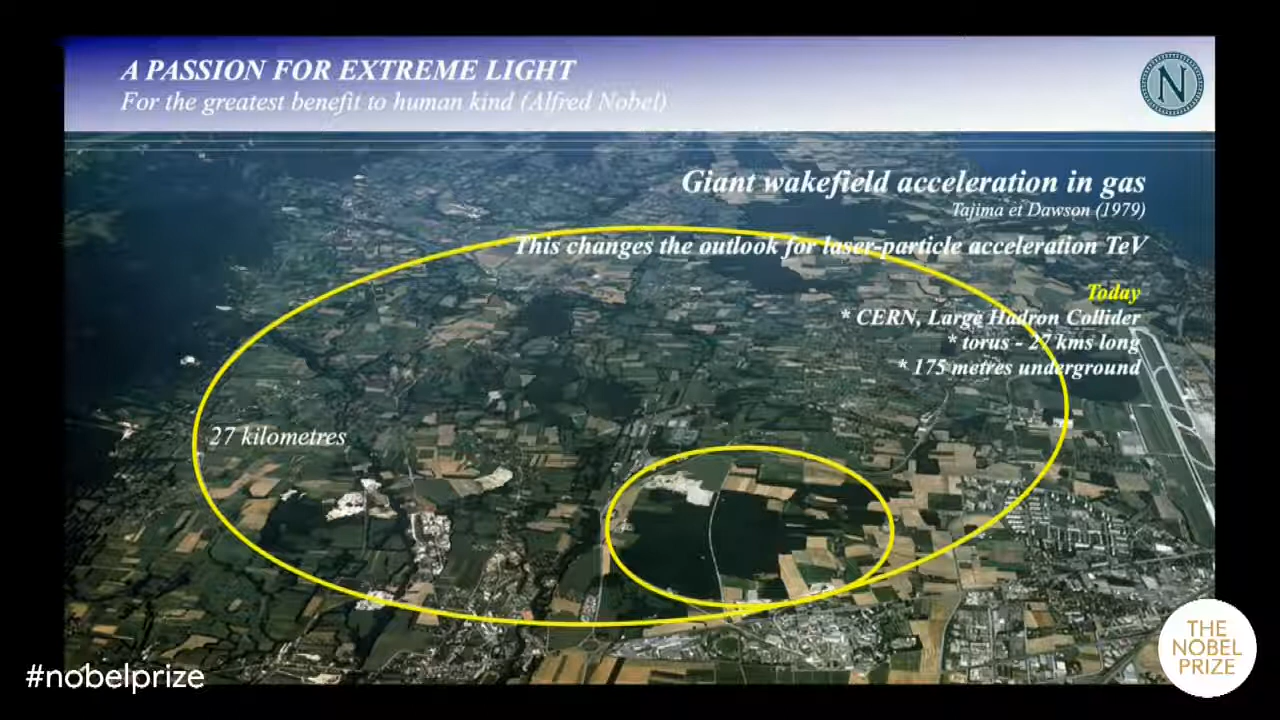 A PASSION FOR EXTREME LIGHT
For the greatest benefit to human kind (Alfred Nobel)
N
Giant wakefield acceleration in gas
Tajima et Dawson (1979)
This changes the outlook for laser-particle acceleration TeV
Today
* CERN, Large Hadron Collider
* torus - 27 kms long
* 175 metres underground
27 kilometres
#nobelprize
THE
NOBEL
PRIZE